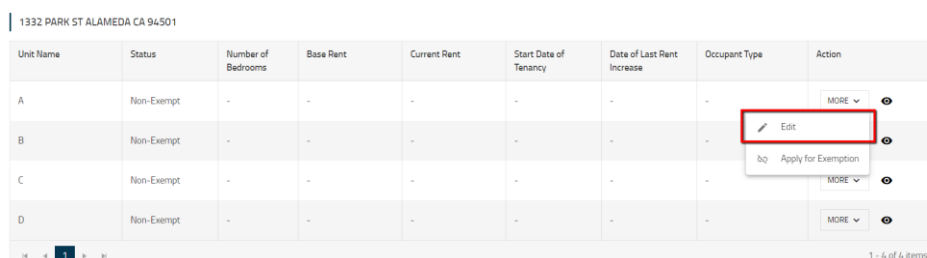 1332 PARK ST ALAMEDA CA 94501
Unit Name Status Number of Bedrooms Base Rent Current Rent Start Date of Tenancy Date of Last Rent Increase Occupant Type Action
A Non-Exempt - - - - - - MORE
Edit
B Non-Exempt - - - - - -
Apply for Exemption
C Non-Exempt - - - - - - MORE
D Non-Exempt - - - - - - MORE
1 1 - 4 of 4 items